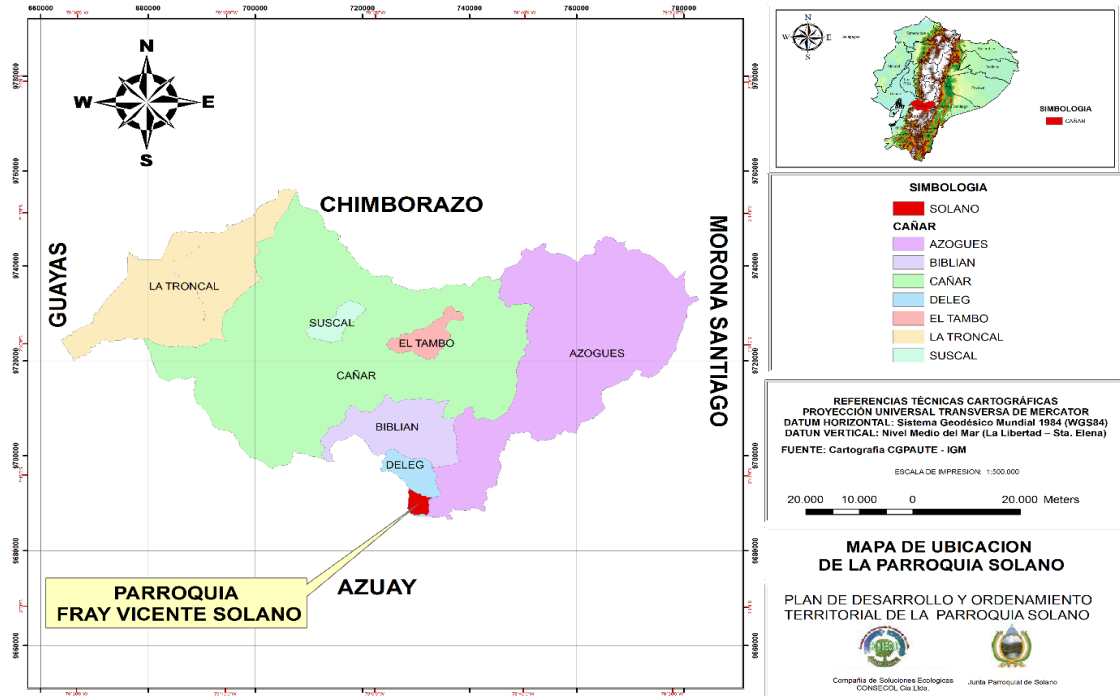 660000 680000 700000 720000 740000 760000 780000
N
W E
S
9780000
9760000
9740000
9720000
9700000
9680000
9660000
CHIMBORAZO
GUAYAS
MORONA SANTIAGO
LA TRONCAL
SUSCAL
EL TAMBO
AZOGUES
CAÑAR
BIBLIAN
DELEG
AZUAY
PARROQUIA
FRAY VICENTE SOLANO
N
W E
S
SIMBOLOGIA
CAÑAR
SIMBOLOGIA
SOLANO
CAÑAR
AZOGUES
BIBLIAN
CAÑAR
DELEG
EL TAMBO
LA TRONCAL
SUSCAL
REFERENCIAS TÉCNICAS CARTOGRÁFICAS
PROYECCIÓN UNIVERSAL TRANSVERSA DE MERCATOR
DATUM HORIZONTAL: Sistema Geodésico Mundial 1984 (WGS84)
DATUN VERTICAL: Nivel Medio del Mar (La Libertad – Sta. Elena)
FUENTE: Cartografia CGPAUTE - IGM
ESCALA DE IMPRESION: 1:500.000
20.000 10.000 0 20.000 Meters
MAPA DE UBICACION
DE LA PARROQUIA SOLANO
PLAN DE DESARROLLO Y ORDENAMIENTO
TERRITORIAL DE LA PARROQUIA SOLANO
Compañia de Soluciones Ecologicas
CONSECOL Cia.Ltda.
Junta Parroquial de Solano